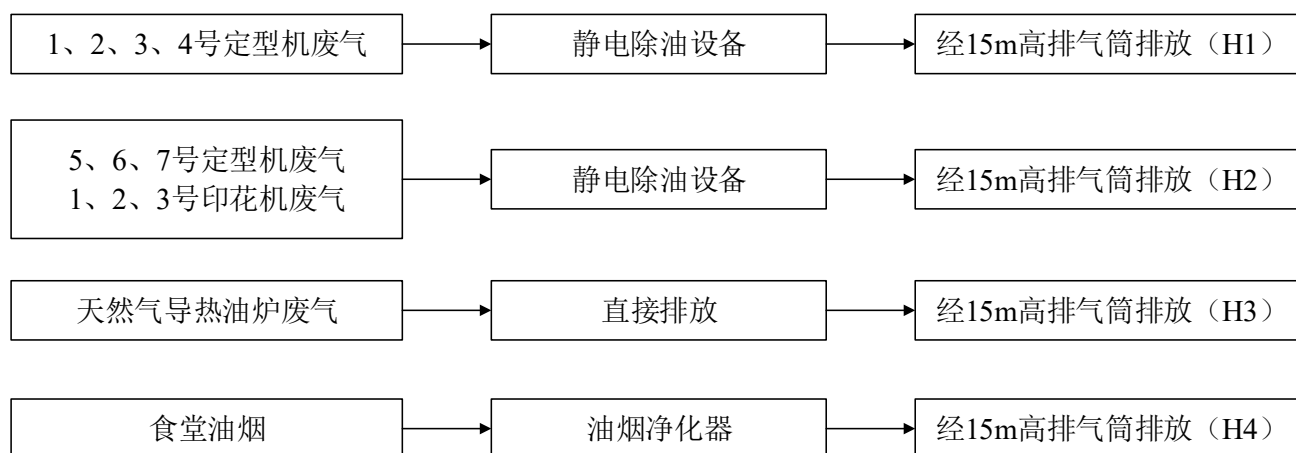 1、2、3、4号定型机废气
静电除油设备
经15m高排气筒排放（H1）
5、6、7号定型机废气
1、2、3号印花机废气
静电除油设备
经15m高排气筒排放（H2）
天然气导热油炉废气
直接排放
经15m高排气筒排放（H3）
食堂油烟
油烟净化器
经15m高排气筒排放（H4）